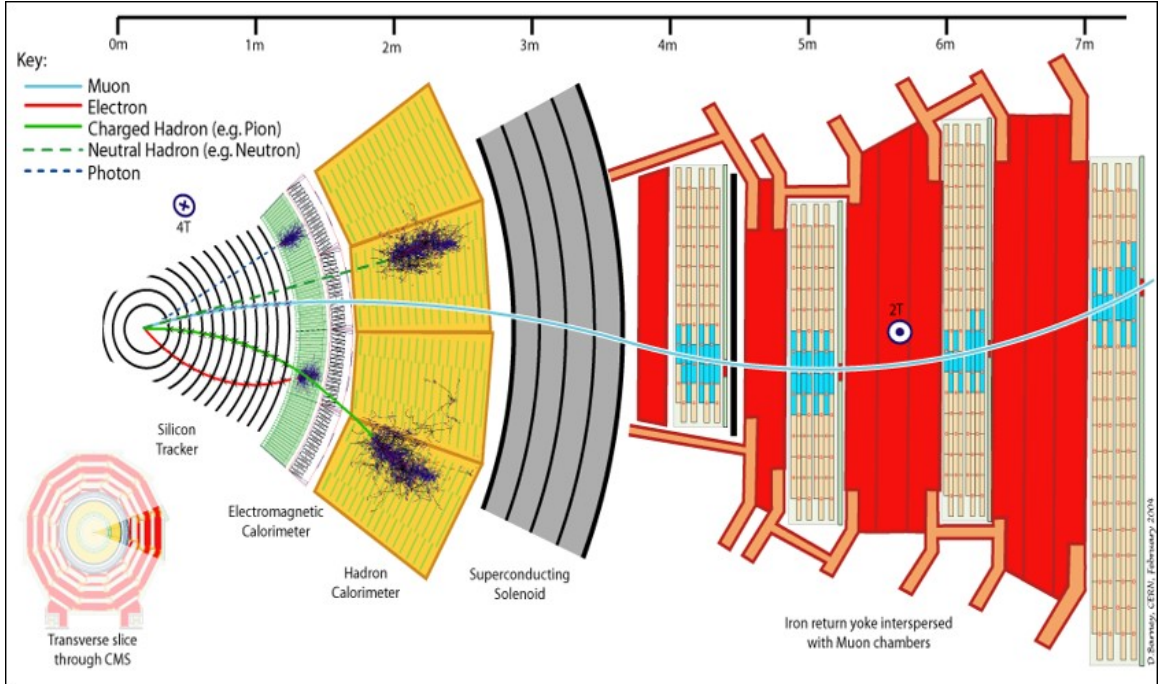 0m 1m 2m 3m 4m 5m 6m 7m
Key:
Muon
Electron
Charged Hadron (e.g. Pion)
Neutral Hadron (e.g. Neutron)
Photon
4T
2T
Silicon
Tracker
Electromagnetic
Calorimeter
Hadron
Calorimeter
Superconducting
Solenoid
Iron return yoke interspersed
with Muon chambers
Transverse slice
through CMS
D. Barney, CERN, February 2004